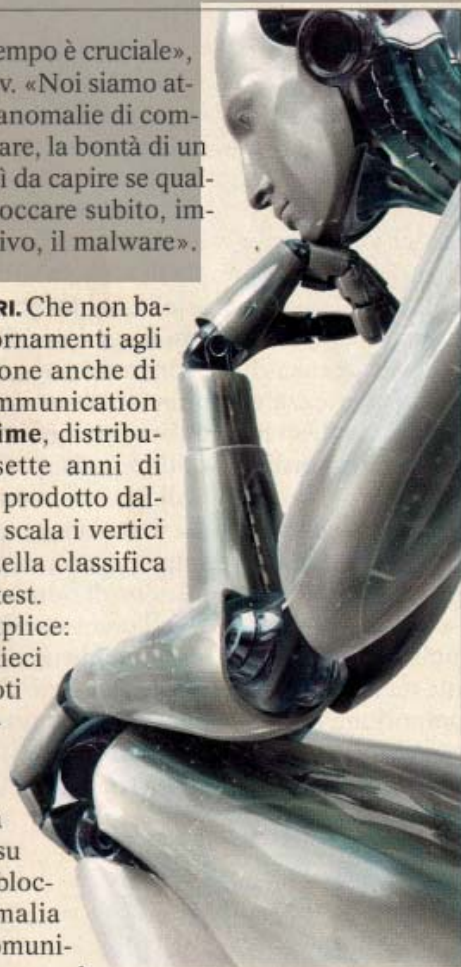 empo è cruciale»,
v. «Noi siamo at-
anomalie di com-
are, la bontà di un
ì da capire se qual-
occare subito, im-
ivo, il malware».
RI. Che non ba-
ornamenti agli
one anche di
mmunication
ime, distribu-
sette anni di
prodotto dal-
scala i vertici
ella classifica
test.
plice:
ieci
oti
su
bloc-
malia
omuni-